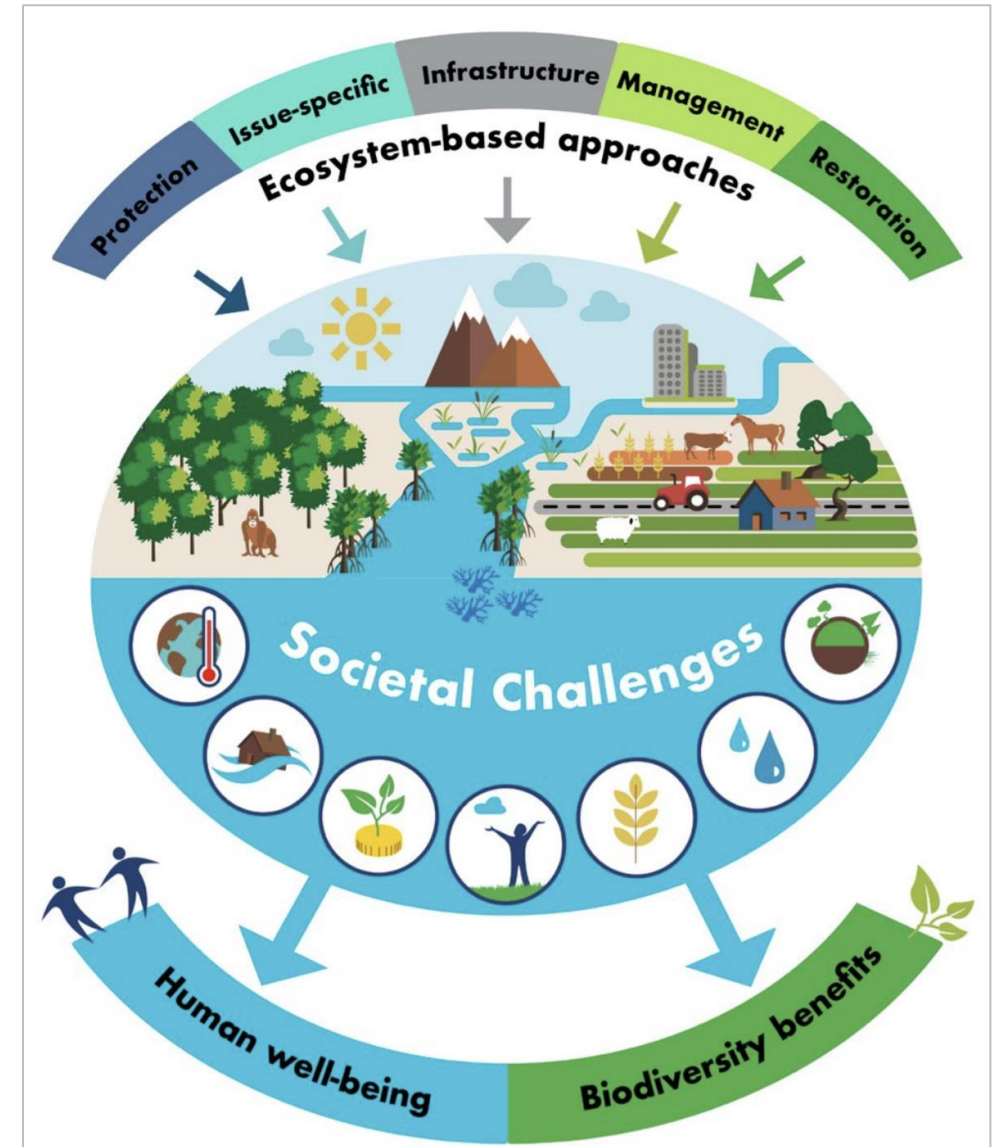 Protection
Issue-specific
Infrastructure
Management
Restoration
Ecosystem-based approaches
Societal Challenges
Human well-being
Biodiversity benefits